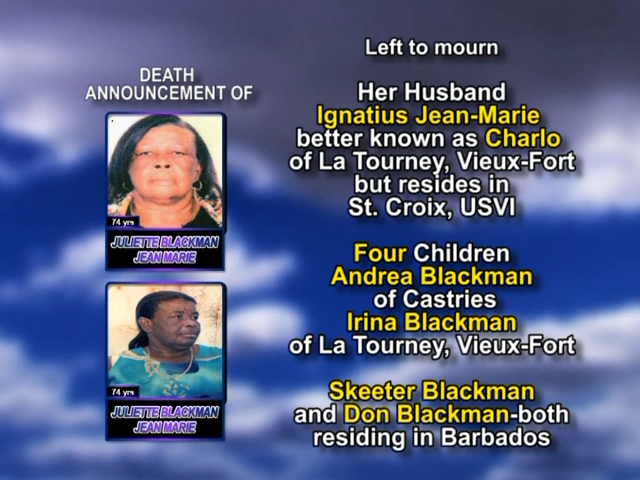 DEATH
ANNOUNCEMENT OF
74 yrs
JULIETTE BLACKMAN
JEAN MARIE
74 yrs
JULIETTE BLACKMAN
JEAN MARIE
Left to mourn
Her Husband
Ignatius Jean-Marie
better known as Charlo
of La Tourney, Vieux-Fort
but resides in
St. Croix, USVI
Four Children
Andrea Blackman
of Castries
Irina Blackman
of La Tourney, Vieux-Fort
Skeeter Blackman
and Don Blackman-both
residing in Barbados